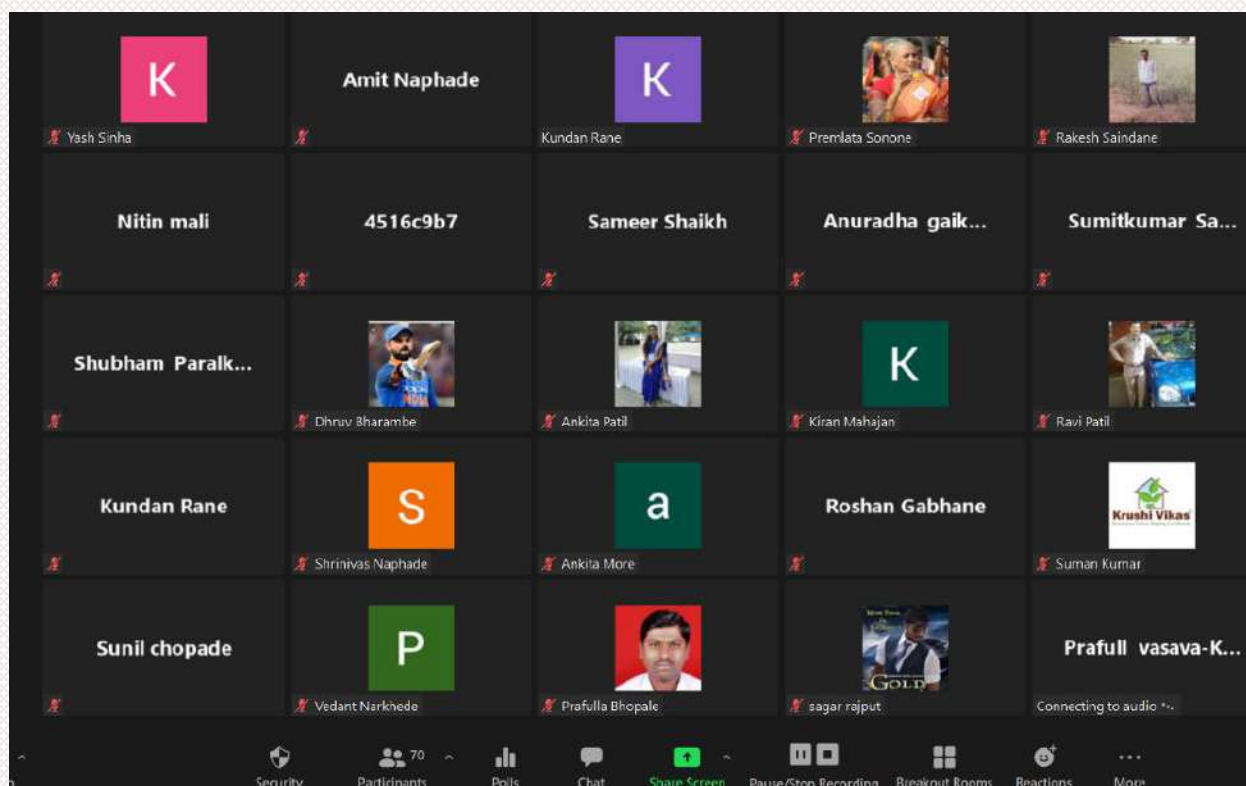 K
Yash Sinha
Amit Naphade
K
Kundan Rane
Premlata Sonone
Rakesh Saindane
Nitin mali
4516c9b7
Sameer Shaikh
Anuradha gaik...
Sumitkumar Sa...
Shubham Paralk...
Dhruv Bharambe
Ankita Patil
K
Kiran Mahajan
Ravi Patil
Kundan Rane
S
Shrinivas Naphade
a
Ankita More
Roshan Gabhane
Krushi Vikas
Suman Kumar
Sunil chopade
P
Vedant Narkhede
Prafulla Bhopale
GOLD
sagar rajput
Prafull vasava-K...
Connecting to audio
Security
70
Participants
Polls
Chat
Share Screen
Pause/Stop Recording
Breakout Rooms
Reactions
More